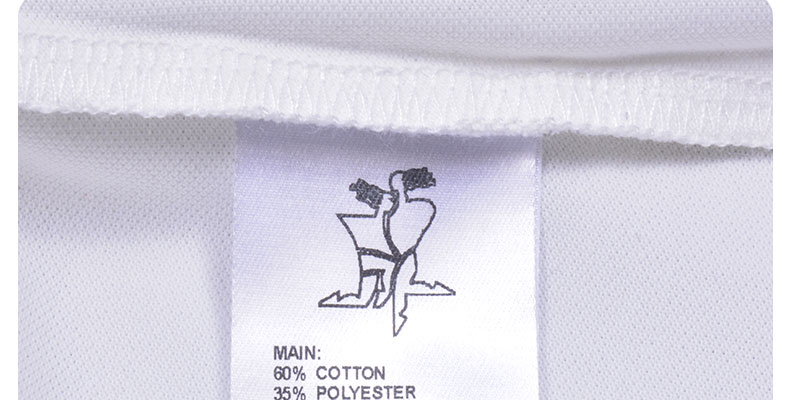 MAIN:
60% COTTON
35% POLYESTER